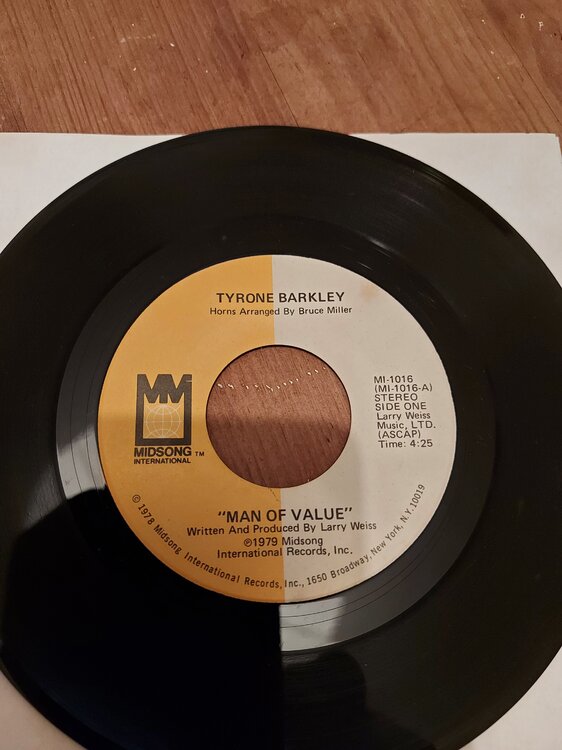 TYRONE BARKLEY
Horns Arranged By Bruce Miller
MM
MIDSONG TM
INTERNATIONAL
MI-1016
(MI-1016-A)
STEREO
SIDE ONE
Larry Weiss
Music, LTD.
(ASCAP)
Time: 4:25
"MAN OF VALUE"
Written And Produced By Larry Weiss
℗1979 Midsong
International Records, Inc.
© 1978 Midsong International Records, Inc., 1650 Broadway, New York, N.Y. 10019